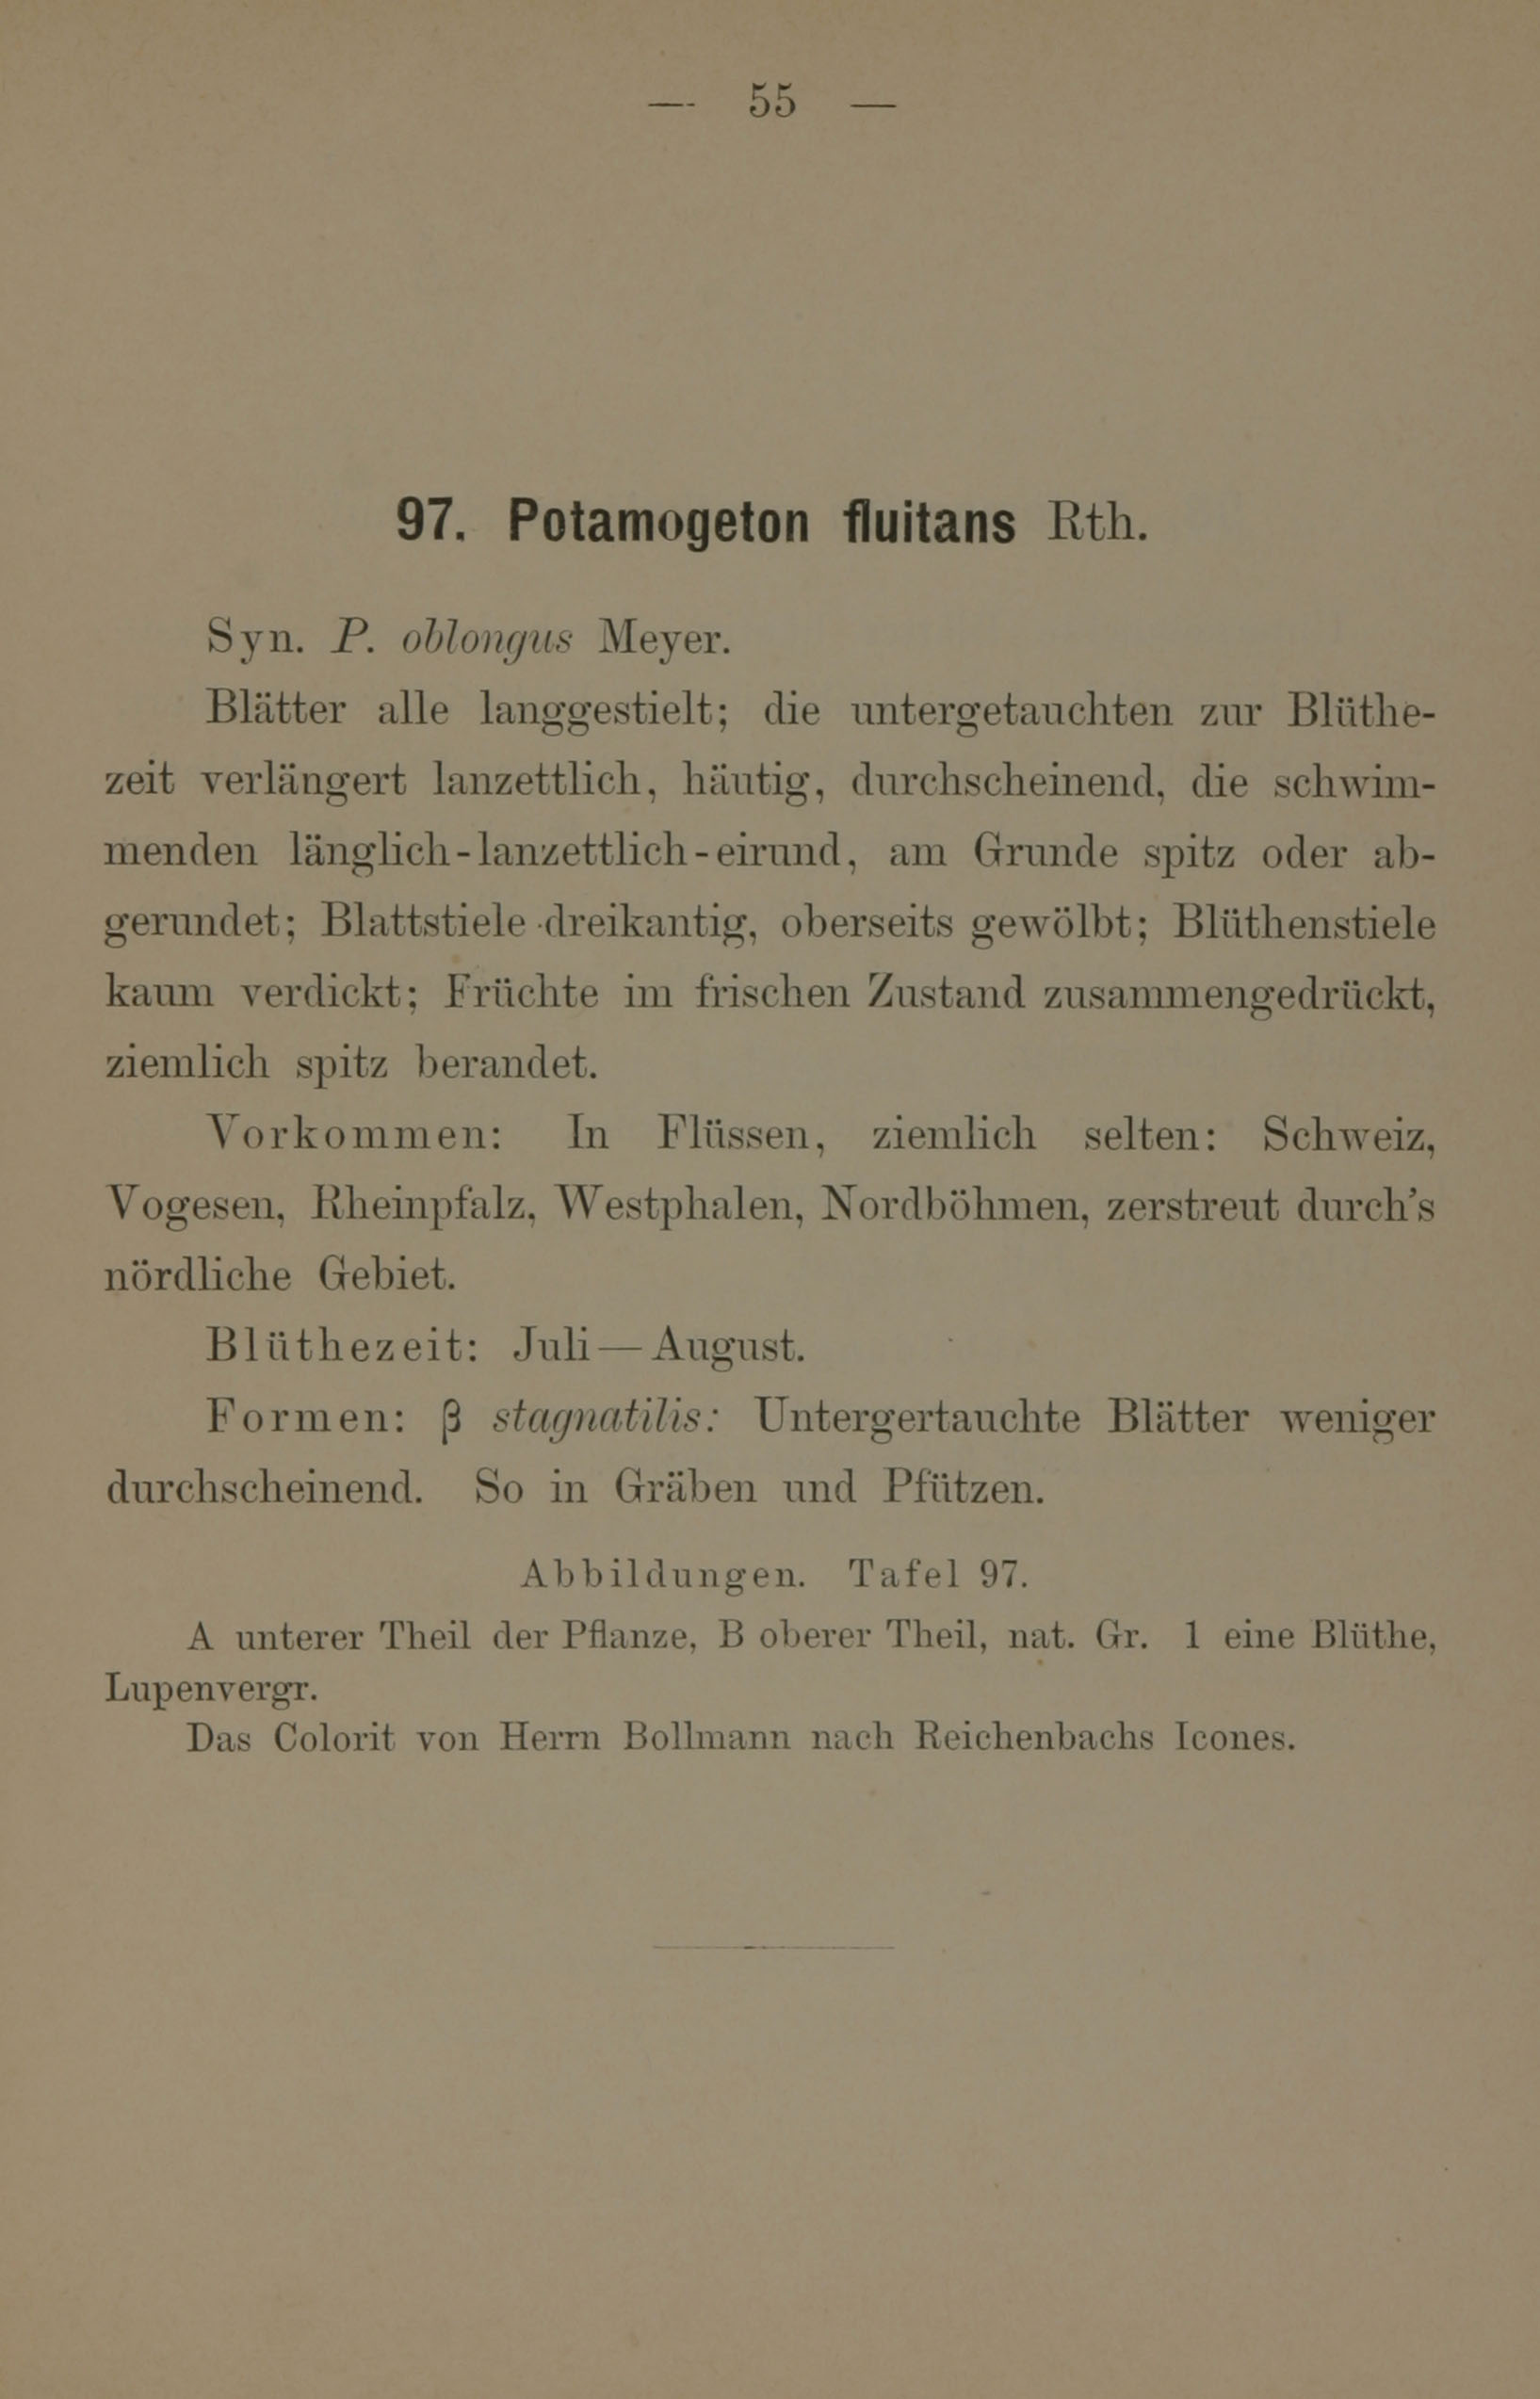 — 55 —
97. Potamogeton fluitans Rth.
Syn. P. oblongus Meyer.
Blätter alle langgestielt; die untergetauchten zur Blüthe-
zeit verlängert lanzettlich, häutig, durchscheinend, die schwim-
menden länglich-lanzettlich-eirund, am Grunde spitz oder ab-
gerundet; Blattstiele dreikantig, oberseits gewölbt; Blüthenstiele
kaum verdickt; Früchte im frischen Zustand zusammengedrückt,
ziemlich spitz berandet.
Vorkommen: In Flüssen, ziemlich selten: Schweiz,
Vogesen, Rheinpfalz, Westphalen, Nordböhmen, zerstreut durch's
nördliche Gebiet.
Blüthezeit: Juli—August.
Formen: β stagnatilis: Untergertauchte Blätter weniger
durchscheinend. So in Gräben und Pfützen.
Abbildungen. Tafel 97.
A unterer Theil der Pflanze, B oberer Theil, nat. Gr. 1 eine Blüthe,
Lupenvergr.
Das Colorit von Herrn Bollmann nach Reichenbachs Icones.